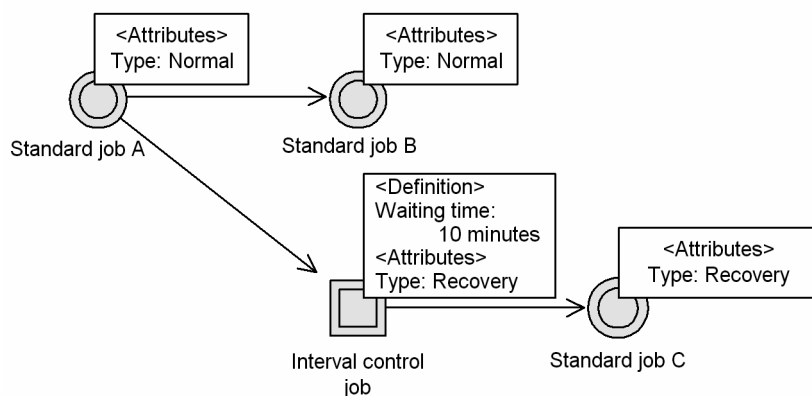 <Attributes>
Type: Normal
<Attributes>
Type: Normal
Standard job A
Standard job B
<Definition>
Waiting time:
10 minutes
<Attributes>
Type: Recovery
<Attributes>
Type: Recovery
Interval control
job
Standard job C